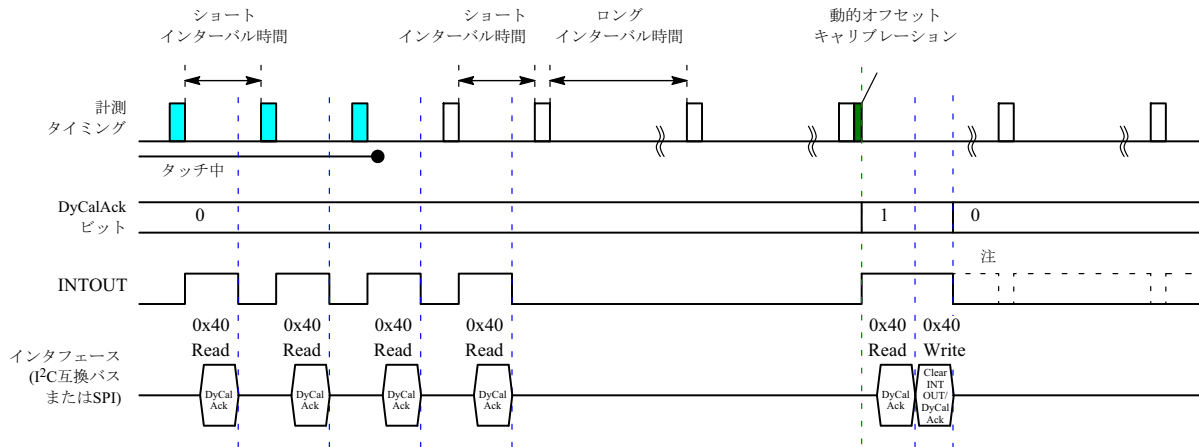 ショート
インターバル時間
ショート
インターバル時間
ロング
インターバル時間
動的オフセット
キャリブレーション
計測
タイミング
タッチ中
DyCalAck
ビット
0
1
0
INTOUT
注
0x40
Read
0x40
Read
0x40
Read
0x40
Read
0x40
Read
0x40
Write
インタフェース
(I²C互換バス
またはSPI)
DyCal
Ack
DyCal
Ack
DyCal
Ack
DyCal
Ack
DyCal
Ack
Clear
INT
OUT/
DyCal
Ack